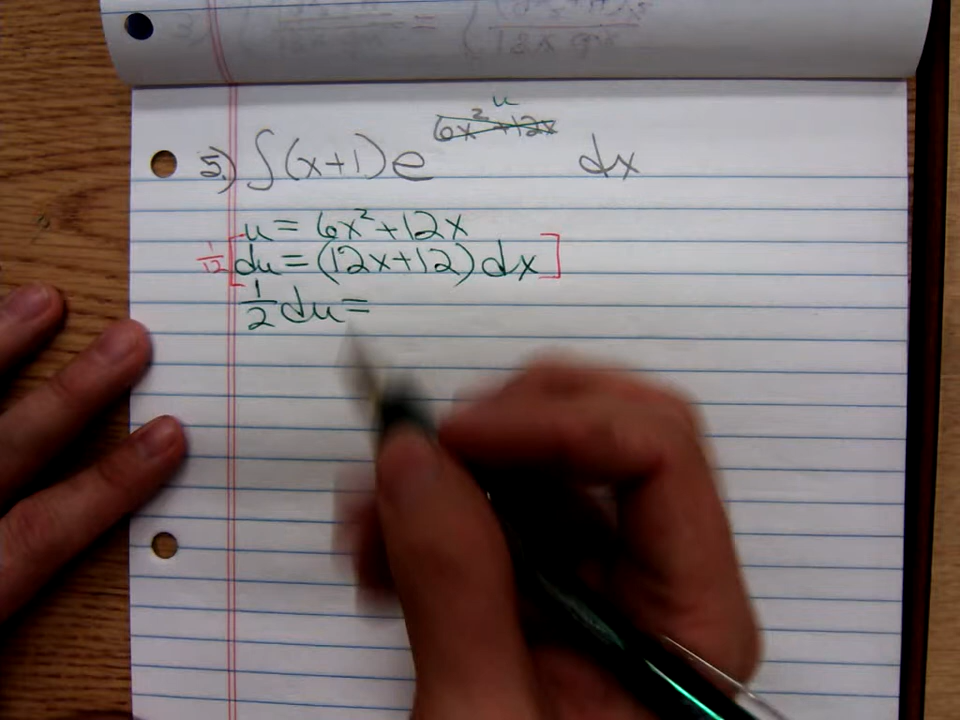 5.) ∫(x+1)e^{6x²+12x} u dx
u = 6x²+12x
1/12 [du = (12x+12)dx]
1/2 du =